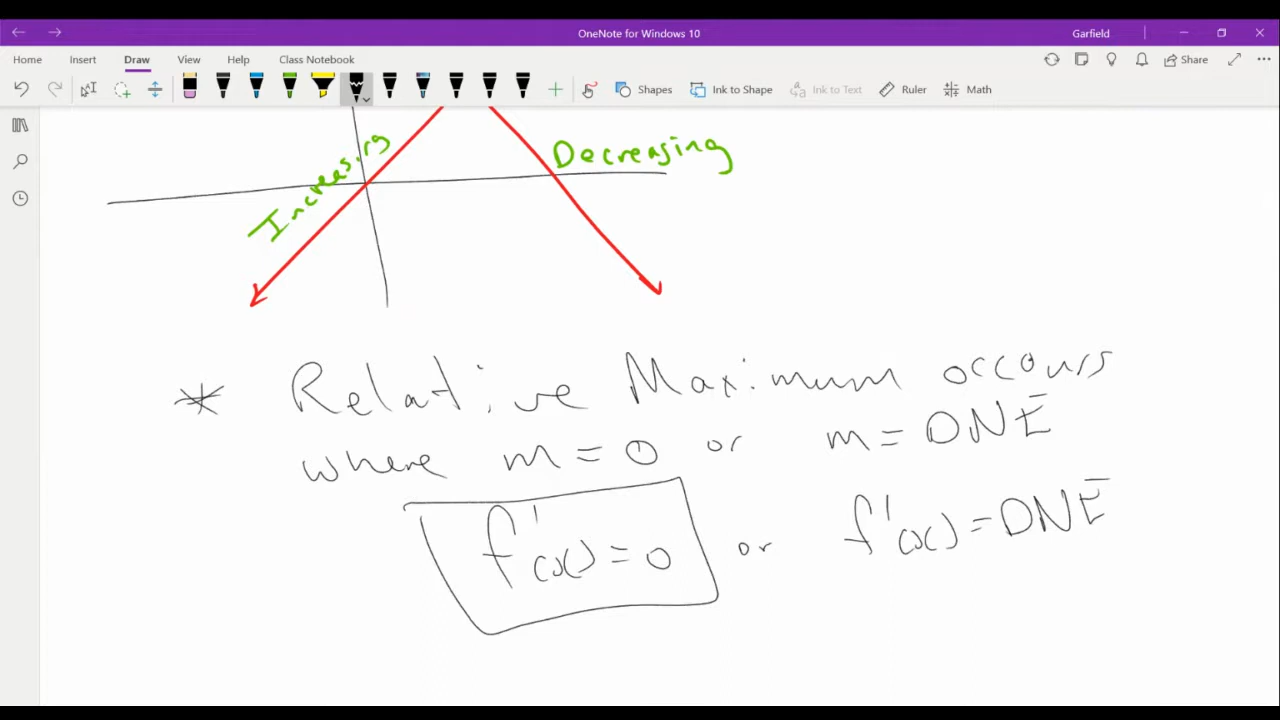 OneNote for Windows 10
Garfield
Home Insert Draw View Help Class Notebook
Share
Shapes Ink to Shape Ink to Text Ruler Math
Increasing
Decreasing
* Relative Maximum occours
where m = 0 or m = DNE
f'(x) = 0 or f'(x) = DNE